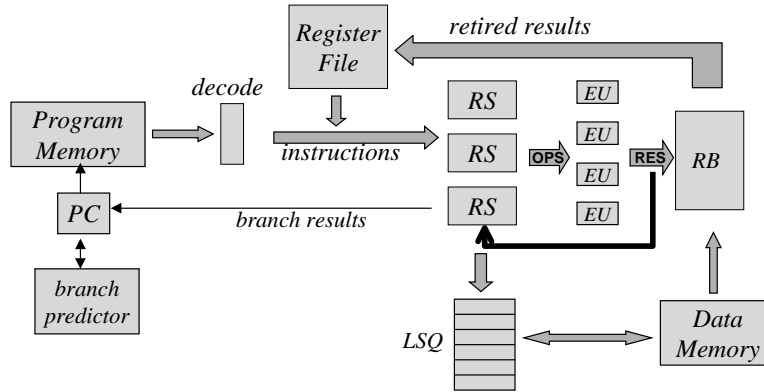 Register
File
retired results
decode
Program
Memory
instructions
RS
RS
RS
OPS
EU
EU
EU
EU
RES
RB
PC
branch results
branch
predictor
LSQ
Data
Memory